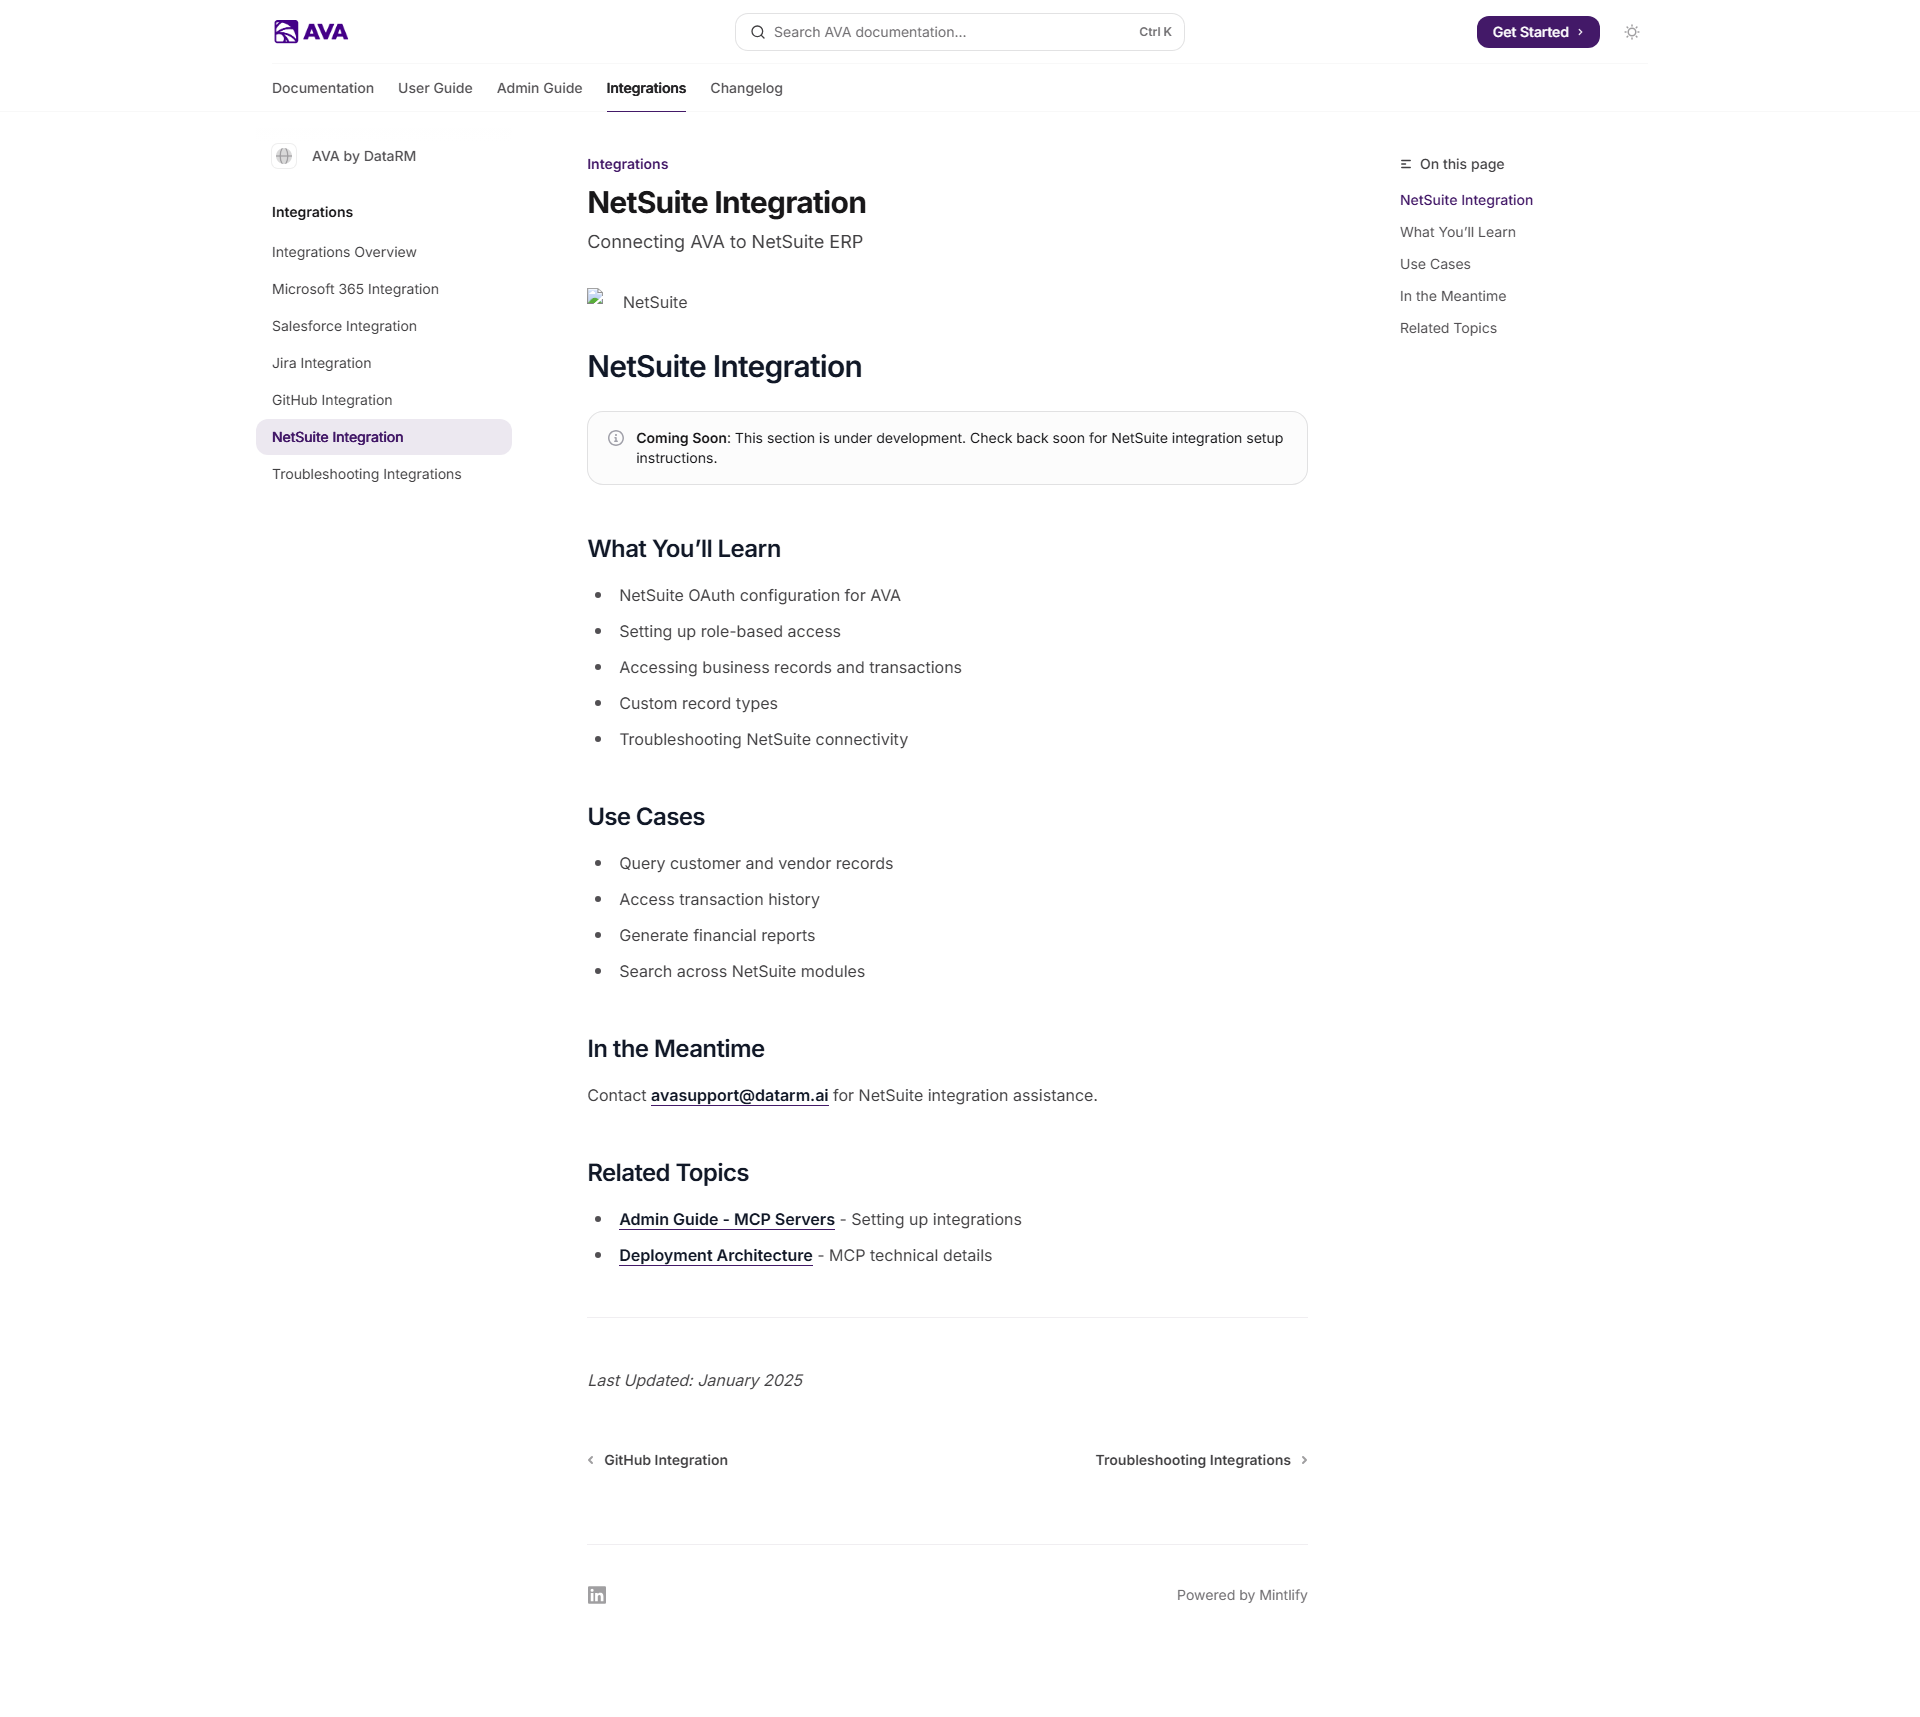 AVA
Search AVA documentation...
Ctrl K
Get Started
Documentation
User Guide
Admin Guide
Integrations
Changelog
AVA by DataRM
Integrations
Integrations Overview
Microsoft 365 Integration
Salesforce Integration
Jira Integration
GitHub Integration
NetSuite Integration
Troubleshooting Integrations
Integrations
NetSuite Integration
Connecting AVA to NetSuite ERP
NetSuite
NetSuite Integration
Coming Soon: This section is under development. Check back soon for NetSuite integration setup
instructions.
What You’ll Learn
NetSuite OAuth configuration for AVA
Setting up role-based access
Accessing business records and transactions
Custom record types
Troubleshooting NetSuite connectivity
Use Cases
Query customer and vendor records
Access transaction history
Generate financial reports
Search across NetSuite modules
In the Meantime
Contact avasupport@datarm.ai for NetSuite integration assistance.
Related Topics
Admin Guide - MCP Servers - Setting up integrations
Deployment Architecture - MCP technical details
Last Updated: January 2025
GitHub Integration
Troubleshooting Integrations
in
Powered by Mintlify
On this page
NetSuite Integration
What You’ll Learn
Use Cases
In the Meantime
Related Topics